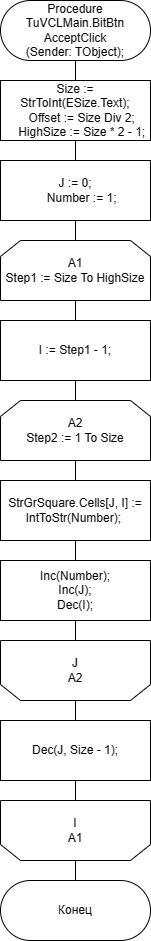 Procedure
TuVCLMain.BitBtn
AcceptClick
(Sender: TObject);
Size :=
StrToInt(ESize.Text);
Offset := Size Div 2;
HighSize := Size * 2 - 1;
J := 0;
Number := 1;
A1
Step1 := Size To HighSize
I := Step1 - 1;
A2
Step2 := 1 To Size
StrGrSquare.Cells[J, I] :=
IntToStr(Number);
Inc(Number);
Inc(J);
Dec(I);
J
A2
Dec(J, Size - 1);
I
A1
Конец